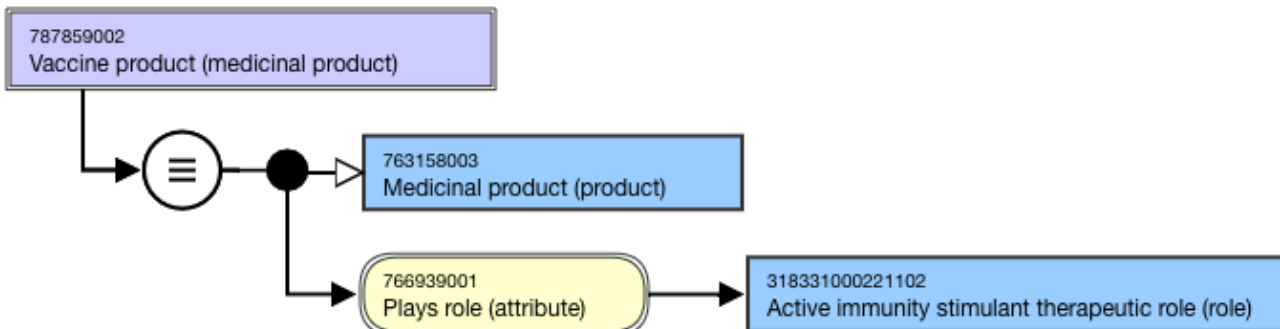 787859002
Vaccine product (medicinal product)
763158003
Medicinal product (product)
766939001
Plays role (attribute)
318331000221102
Active immunity stimulant therapeutic role (role)